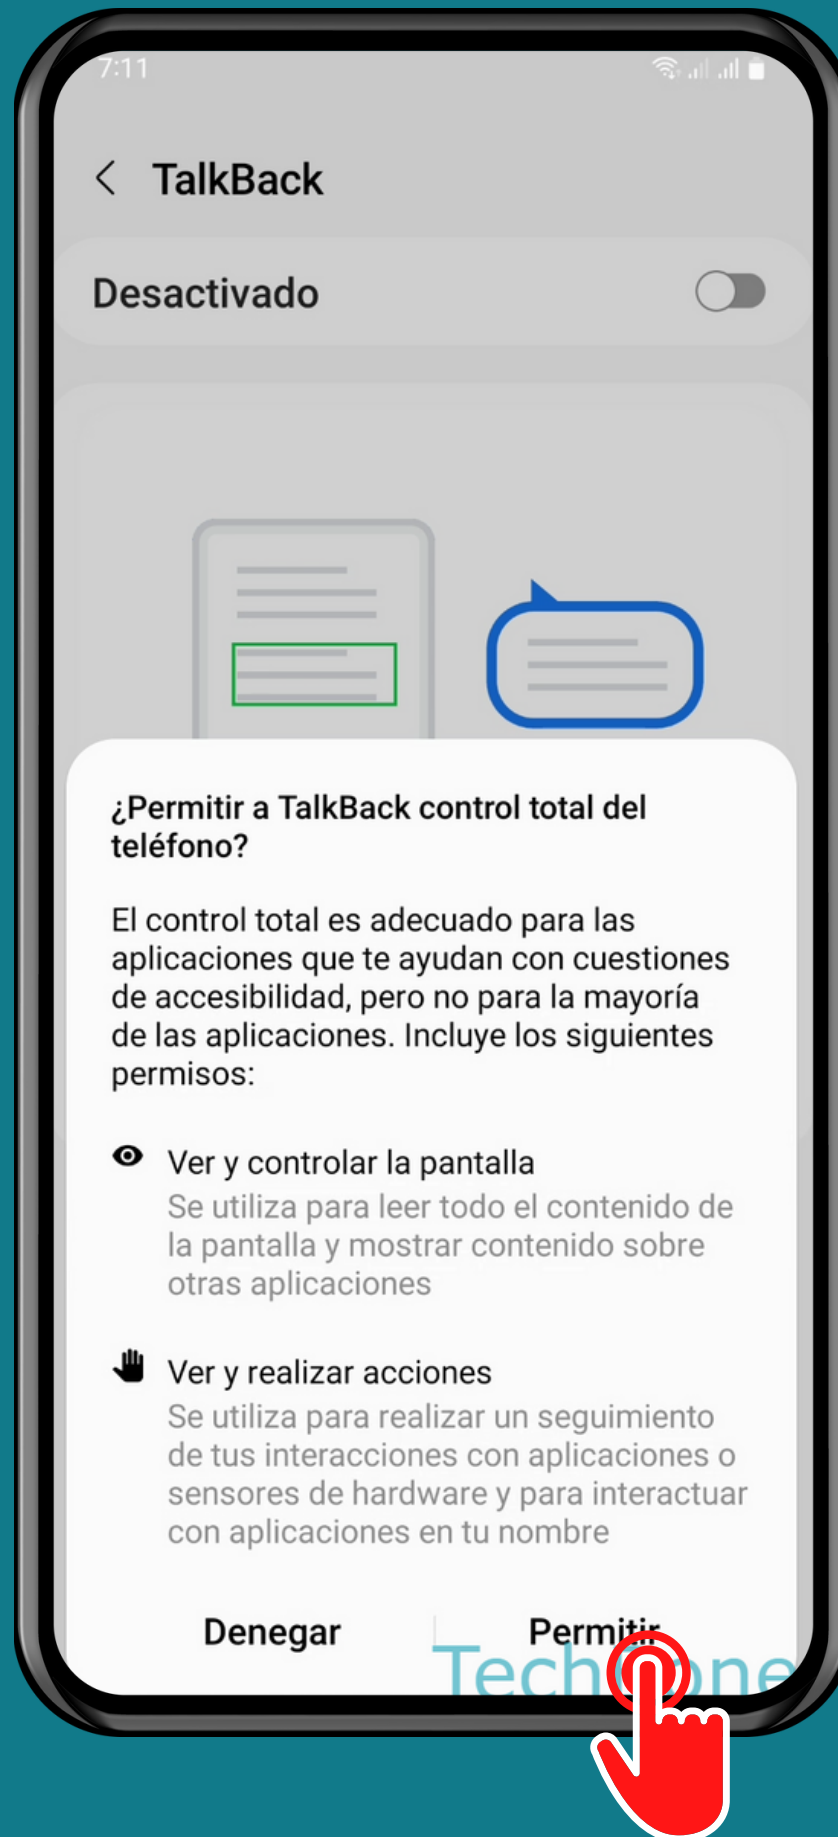 7:11
TalkBack
Desactivado
¿Permitir a TalkBack control total del
teléfono?
El control total es adecuado para las
aplicaciones que te ayudan con cuestiones
de accesibilidad, pero no para la mayoría
de las aplicaciones. Incluye los siguientes
permisos:
Ver y controlar la pantalla
Se utiliza para leer todo el contenido de
la pantalla y mostrar contenido sobre
otras aplicaciones
Ver y realizar acciones
Se utiliza para realizar un seguimiento
de tus interacciones con aplicaciones o
sensores de hardware y para interactuar
con aplicaciones en tu nombre
Denegar Permitir